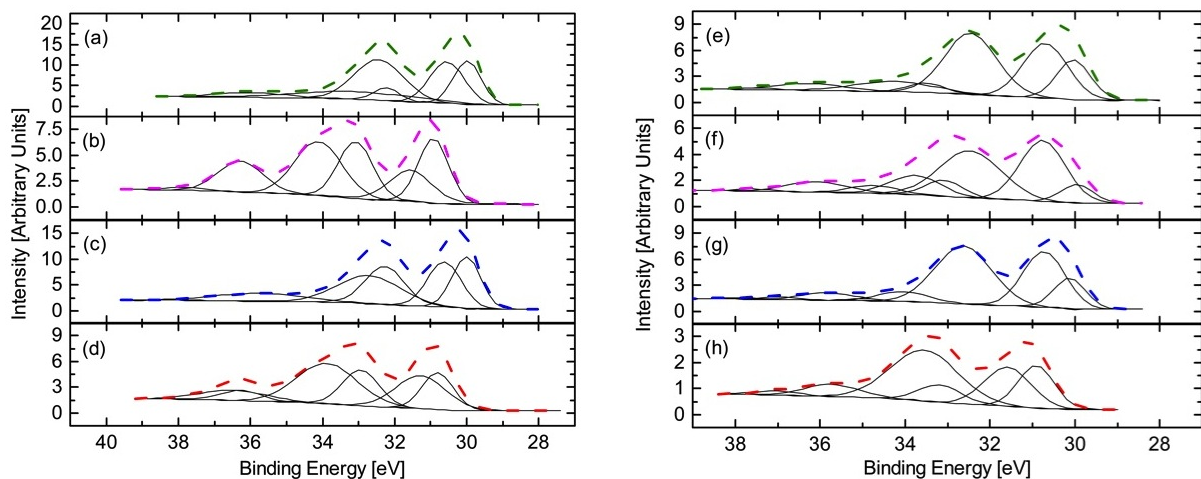 20
15
10
5
0
(a)
7.5
5.0
2.5
0.0
(b)
15
10
5
0
(c)
9
6
3
0
(d)
40 38 36 34 32 30 28
Binding Energy [eV]
Intensity [Arbitrary Units]
9
6
3
0
(e)
6
4
2
0
(f)
9
6
3
0
(g)
3
2
1
0
(h)
38 36 34 32 30 28
Binding Energy [eV]
Intensity [Arbitrary Units]